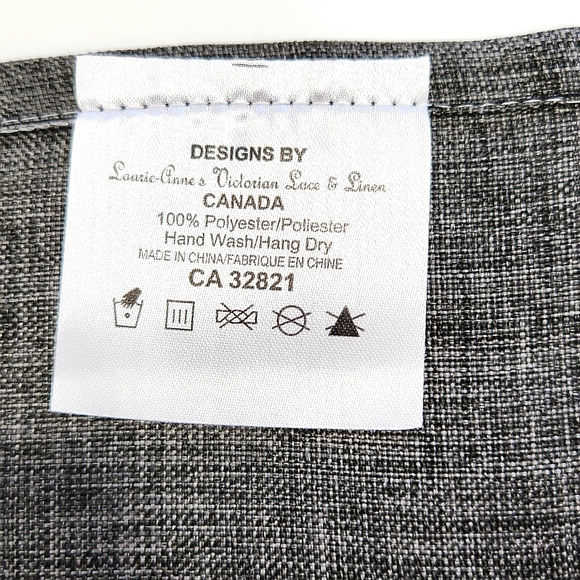 DESIGNS BY
Laurie-Anne's Victorian Lace & Linen
CANADA
100% Polyester/Poliester
Hand Wash/Hang Dry
MADE IN CHINA/FABRIQUE EN CHINE
CA 32821